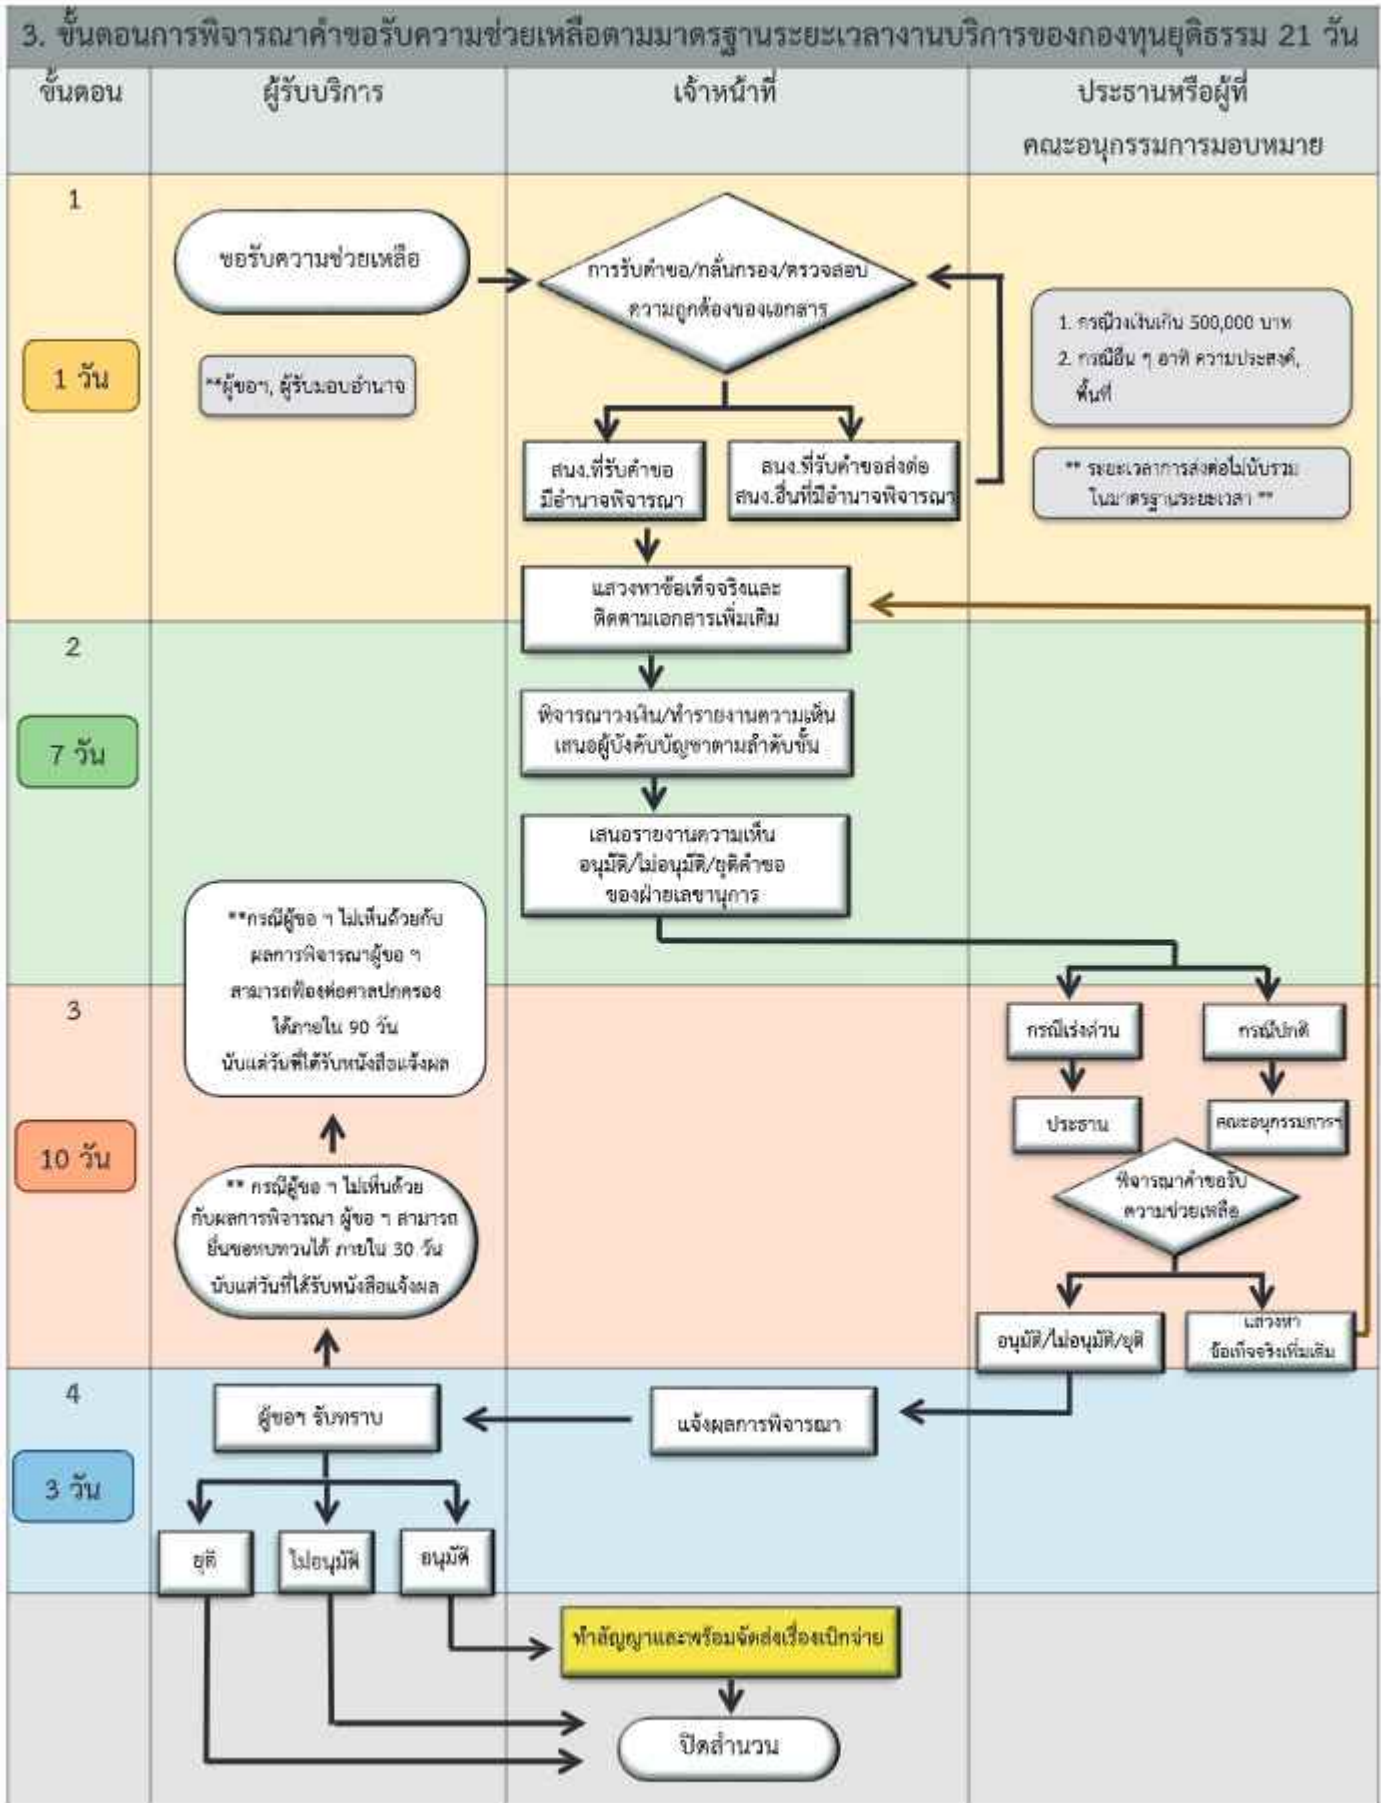 3. ขั้นตอนการพิจารณาคำขอรับความช่วยเหลือตามมาตรฐานระยะเวลางานบริการของกองทุนยุติธรรม 21 วัน
ขั้นตอน
ผู้รับบริการ
เจ้าหน้าที่
ประธานหรือผู้ที่
คณะอนุกรรมการมอบหมาย
1
1 วัน
ขอรับความช่วยเหลือ
**ผู้ขอฯ, ผู้รับมอบอำนาจ
การรับคำขอ/กลั่นกรอง/ตรวจสอบ
ความถูกต้องของเอกสาร
1. กรณีวงเงินเกิน 500,000 บาท
2. กรณีอื่น ๆ อาทิ ความประสงค์,
พื้นที่
สนง.ที่รับคำขอ
มีอำนาจพิจารณา
สนง.ที่รับคำขอส่งต่อ
สนง.อื่นที่มีอำนาจพิจารณา
** ระยะเวลาการส่งต่อไม่นับรวม
ในมาตรฐานระยะเวลา **
แสวงหาข้อเท็จจริงและ
ติดตามเอกสารเพิ่มเติม
2
7 วัน
พิจารณาวงเงิน/ทำรายงานความเห็น
เสนอผู้บังคับบัญชาตามลำดับชั้น
เสนอรายงานความเห็น
อนุมัติ/ไม่อนุมัติ/ยุติคำขอ
ของฝ่ายเลขานุการ
**กรณีผู้ขอ ฯ ไม่เห็นด้วยกับ
ผลการพิจารณาผู้ขอ ฯ
สามารถฟ้องต่อศาลปกครอง
ได้ภายใน 90 วัน
นับแต่วันที่ได้รับหนังสือแจ้งผล
3
10 วัน
กรณีเร่งด่วน
กรณีปกติ
ประธาน
คณะอนุกรรมการฯ
พิจารณาคำขอรับ
ความช่วยเหลือ
** กรณีผู้ขอ ฯ ไม่เห็นด้วย
กับผลการพิจารณา ผู้ขอ ฯ สามารถ
ยื่นขอทบทวนได้ ภายใน 30 วัน
นับแต่วันที่ได้รับหนังสือแจ้งผล
อนุมัติ/ไม่อนุมัติ/ยุติ
แสวงหา
ข้อเท็จจริงเพิ่มเติม
4
3 วัน
ผู้ขอฯ รับทราบ
แจ้งผลการพิจารณา
ยุติ
ไม่อนุมัติ
อนุมัติ
ทำสัญญาและพร้อมจัดส่งเรื่องเบิกจ่าย
ปิดสำนวน